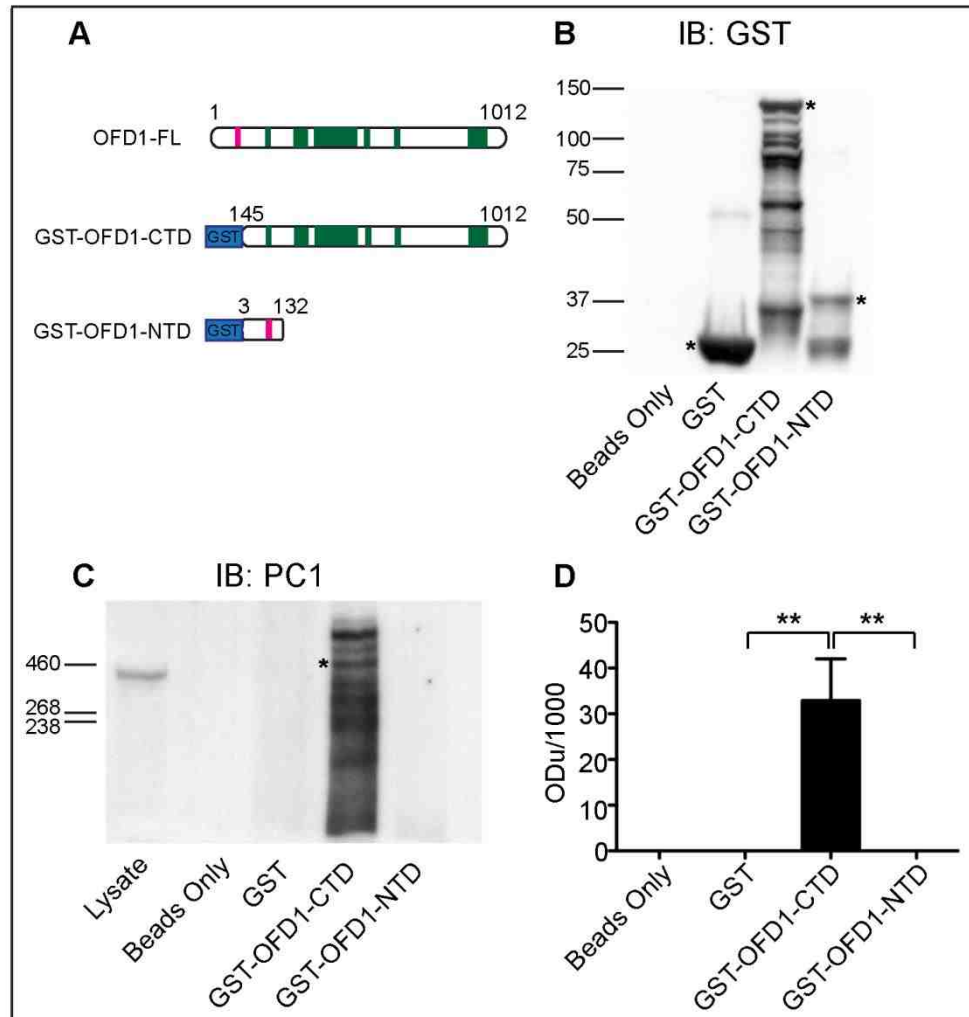 A
1 1012
OFD1-FL
145 1012
GST-OFD1-CTD GST
3 132
GST-OFD1-NTD GST
B IB: GST
150
*
100
75
50
37 *
25 *
Beads Only
GST
GST-OFD1-CTD
GST-OFD1-NTD
C IB: PC1
460 *
268
238
Lysate
Beads Only
GST
GST-OFD1-CTD
GST-OFD1-NTD
D
ODu/1000
50
** **
40
30
20
10
0
Beads Only
GST
GST-OFD1-CTD
GST-OFD1-NTD